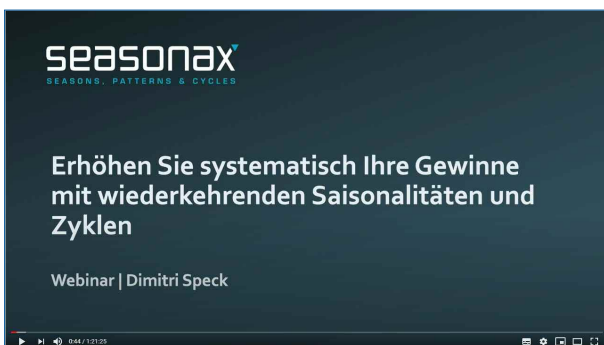 seasonax
SEASONS, PATTERNS & CYCLES
Erhöhen Sie systematisch Ihre Gewinne
mit wiederkehrenden Saisonalitäten und
Zyklen
Webinar | Dimitri Speck
0:44 / 1:21:25